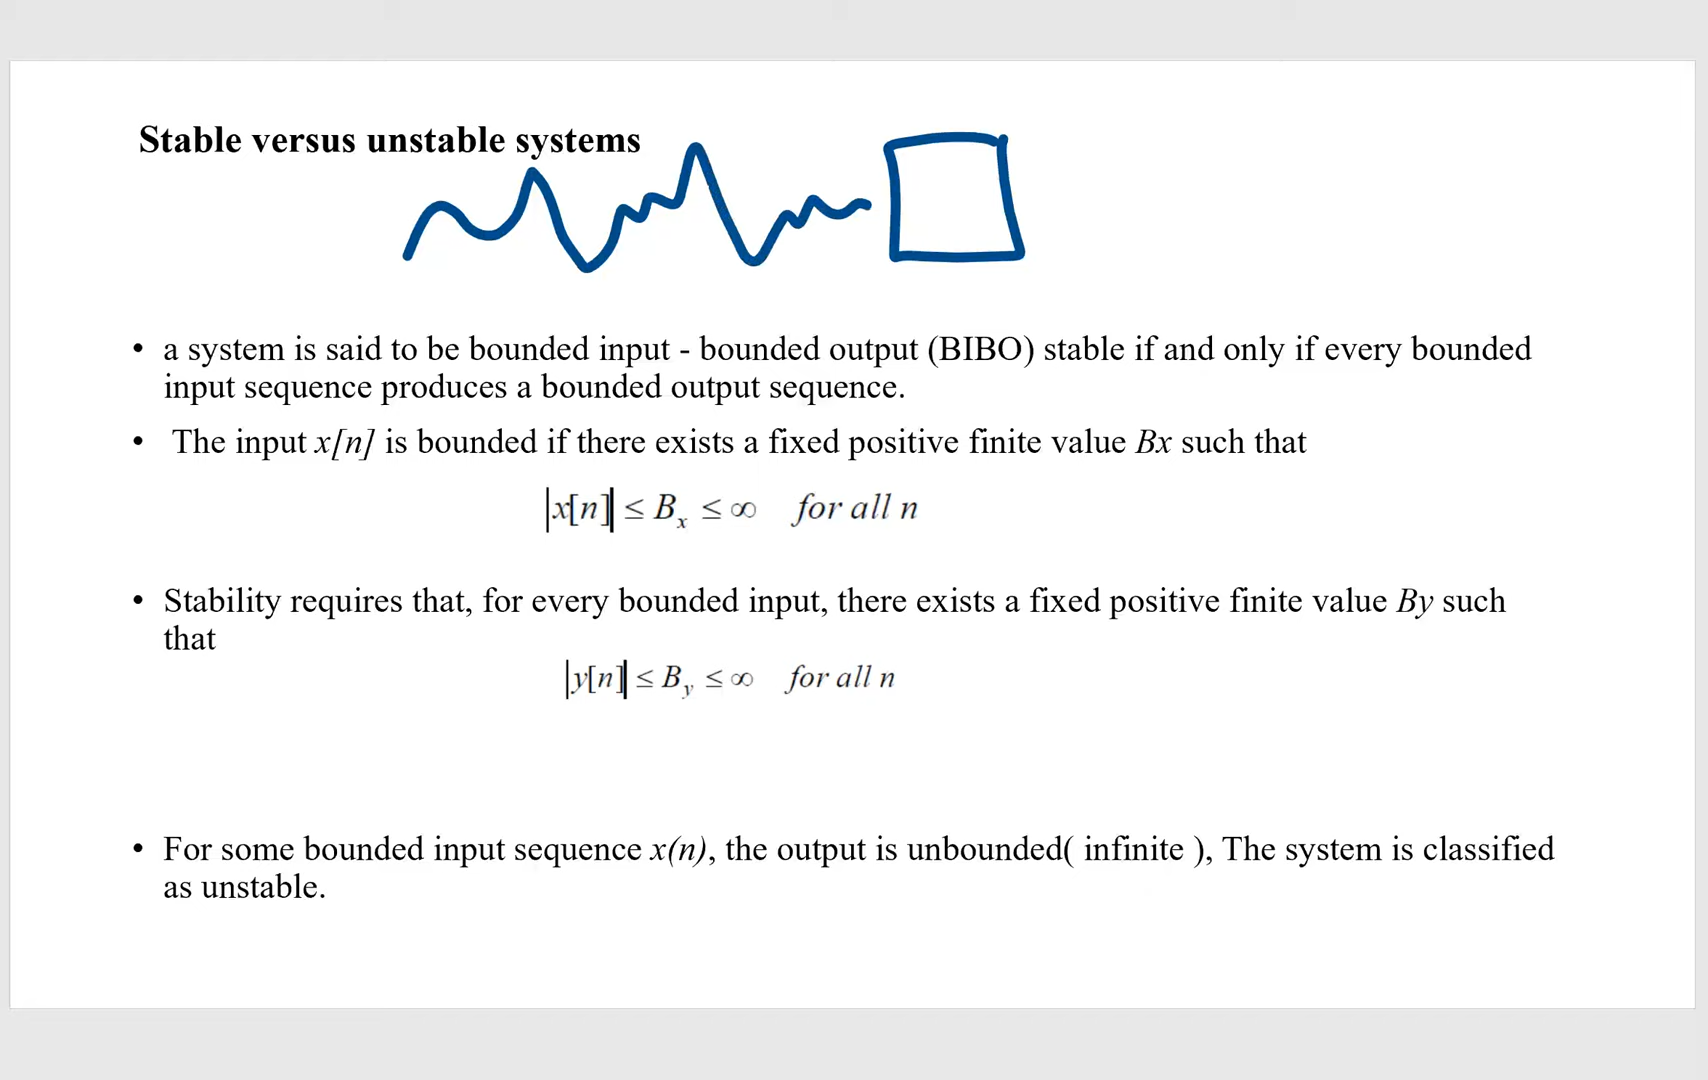 Stable versus unstable systems
• a system is said to be bounded input - bounded output (BIBO) stable if and only if every bounded
input sequence produces a bounded output sequence.
• The input x[n] is bounded if there exists a fixed positive finite value Bx such that
|x[n]| ≤ Bₓ ≤ ∞ for all n
• Stability requires that, for every bounded input, there exists a fixed positive finite value By such
that
|y[n]| ≤ B_y ≤ ∞ for all n
• For some bounded input sequence x(n), the output is unbounded( infinite ), The system is classified
as unstable.